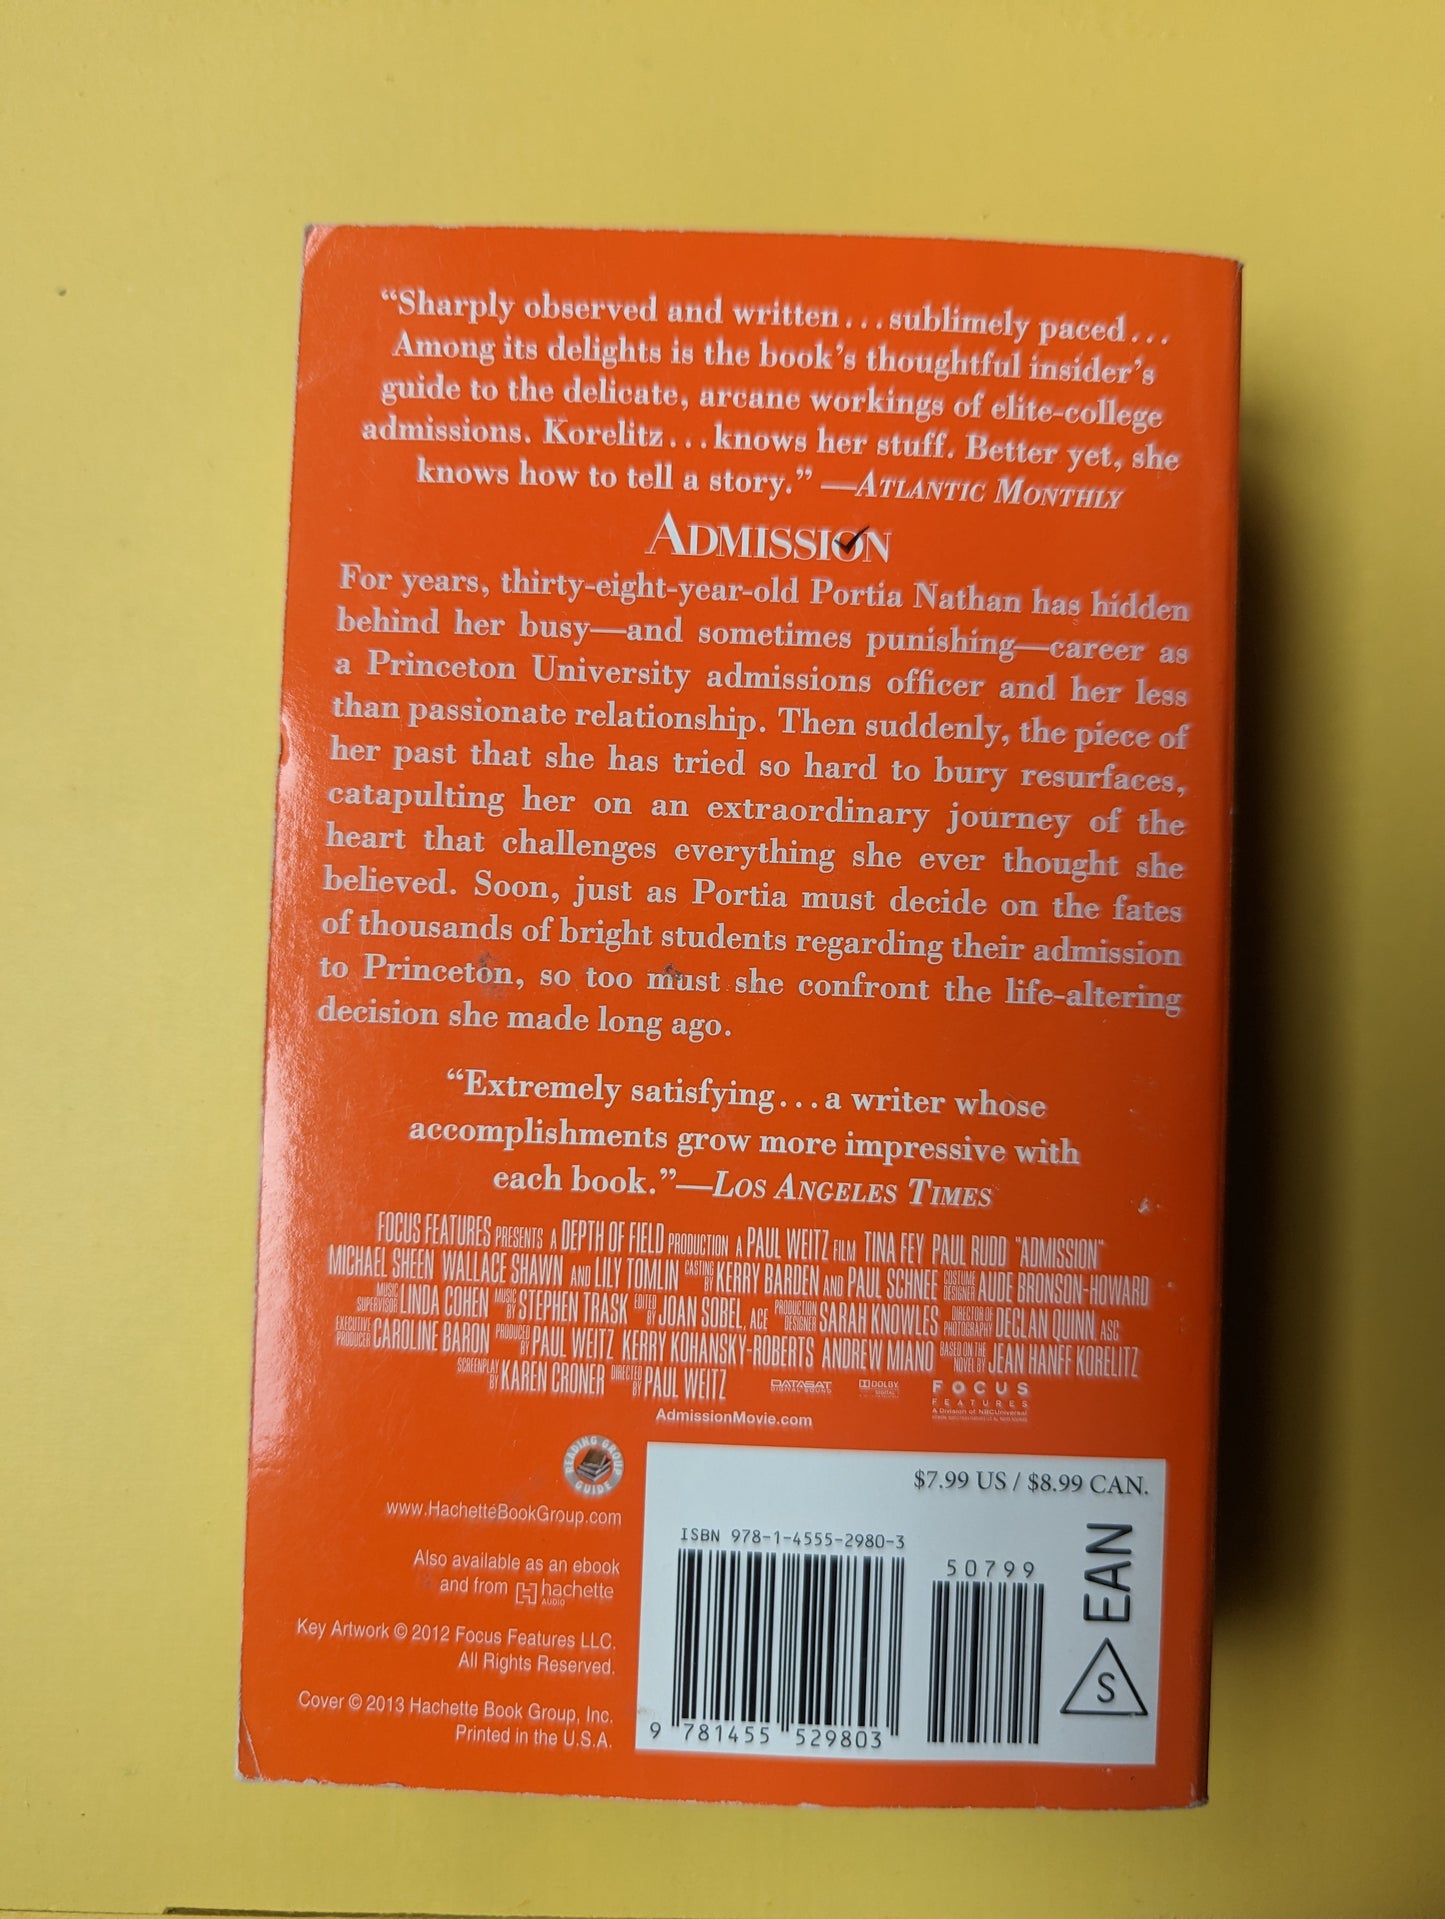 “Sharply observed and written...sublimely paced...
Among its delights is the book’s thoughtful insider’s
guide to the delicate, arcane workings of elite-college
admissions. Korelitz...knows her stuff. Better yet, she
knows how to tell a story.” —ATLANTIC MONTHLY
ADMISSION
For years, thirty-eight-year-old Portia Nathan has hidden
behind her busy—and sometimes punishing—career as
a Princeton University admissions officer and her less
than passionate relationship. Then suddenly, the piece of
her past that she has tried so hard to bury resurfaces,
catapulting her on an extraordinary journey of the
heart that challenges everything she ever thought she
believed. Soon, just as Portia must decide on the fates
of thousands of bright students regarding their admission
to Princeton, so too must she confront the life-altering
decision she made long ago.
“Extremely satisfying...a writer whose
accomplishments grow more impressive with
each book.”—LOS ANGELES TIMES
FOCUS FEATURES PRESENTS A DEPTH OF FIELD PRODUCTION A PAUL WEITZ FILM TINA FEY PAUL RUDD "ADMISSION"
MICHAEL SHEEN WALLACE SHAWN AND LILY TOMLIN CASTING BY KERRY BARDEN AND PAUL SCHNEE COSTUME DESIGNER AUDE BRONSON-HOWARD
MUSIC SUPERVISOR LINDA COHEN MUSIC BY STEPHEN TRASK EDITED BY JOAN SOBEL, ACE PRODUCTION DESIGNER SARAH KNOWLES DIRECTOR OF PHOTOGRAPHY DECLAN QUINN, ASC
EXECUTIVE PRODUCER CAROLINE BARON PRODUCED BY PAUL WEITZ KERRY KOHANSKY-ROBERTS ANDREW MIANO BASED ON THE NOVEL BY JEAN HANFF KORELITZ
SCREENPLAY BY KAREN CRONER DIRECTED BY PAUL WEITZ DATASAT DIGITAL SOUND DOLBY DIGITAL FOCUS
FEATURES
A Division of NBCUniversal
AdmissionMovie.com
READING GROUP GUIDE
www.HachetteBookGroup.com
Also available as an ebook
and from hachette
AUDIO
Key Artwork © 2012 Focus Features LLC.
All Rights Reserved.
Cover © 2013 Hachette Book Group, Inc.
Printed in the U.S.A.
$7.99 US / $8.99 CAN.
ISBN 978-1-4555-2980-3
50799
9 781455 529803
EAN
S